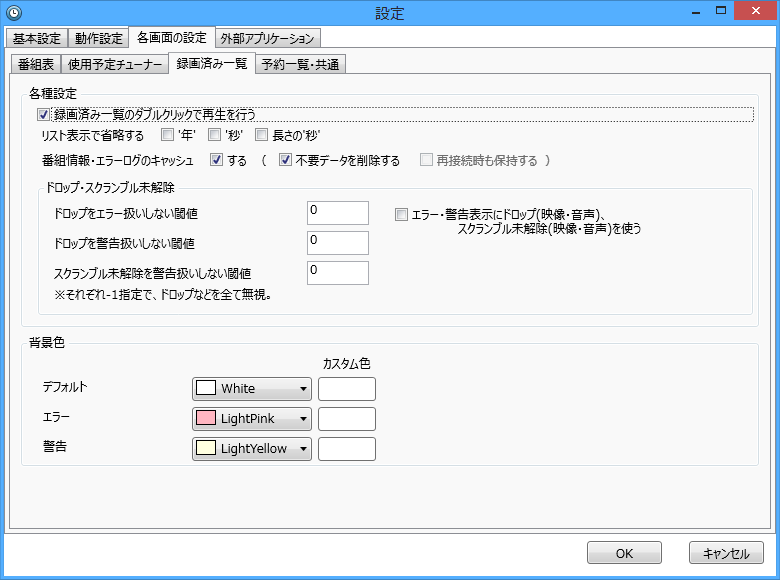 設定
基本設定 動作設定 各画面の設定 外部アプリケーション
番組表 使用予定チューナー 録画済み一覧 予約一覧・共通
各種設定
録画済み一覧のダブルクリックで再生を行う
リスト表示で省略する '年' '秒' 長さの'秒'
番組情報・エラーログのキャッシュ する ( 不要データを削除する 再接続時も保持する )
ドロップ・スクランブル未解除
ドロップをエラー扱いしない閾値 0 エラー・警告表示にドロップ(映像・音声)、
スクランブル未解除(映像・音声)を使う
ドロップを警告扱いしない閾値 0
スクランブル未解除を警告扱いしない閾値 0
※それぞれ-1指定で、ドロップなどを全て無視。
背景色
カスタム色
デフォルト White
エラー LightPink
警告 LightYellow
OK キャンセル